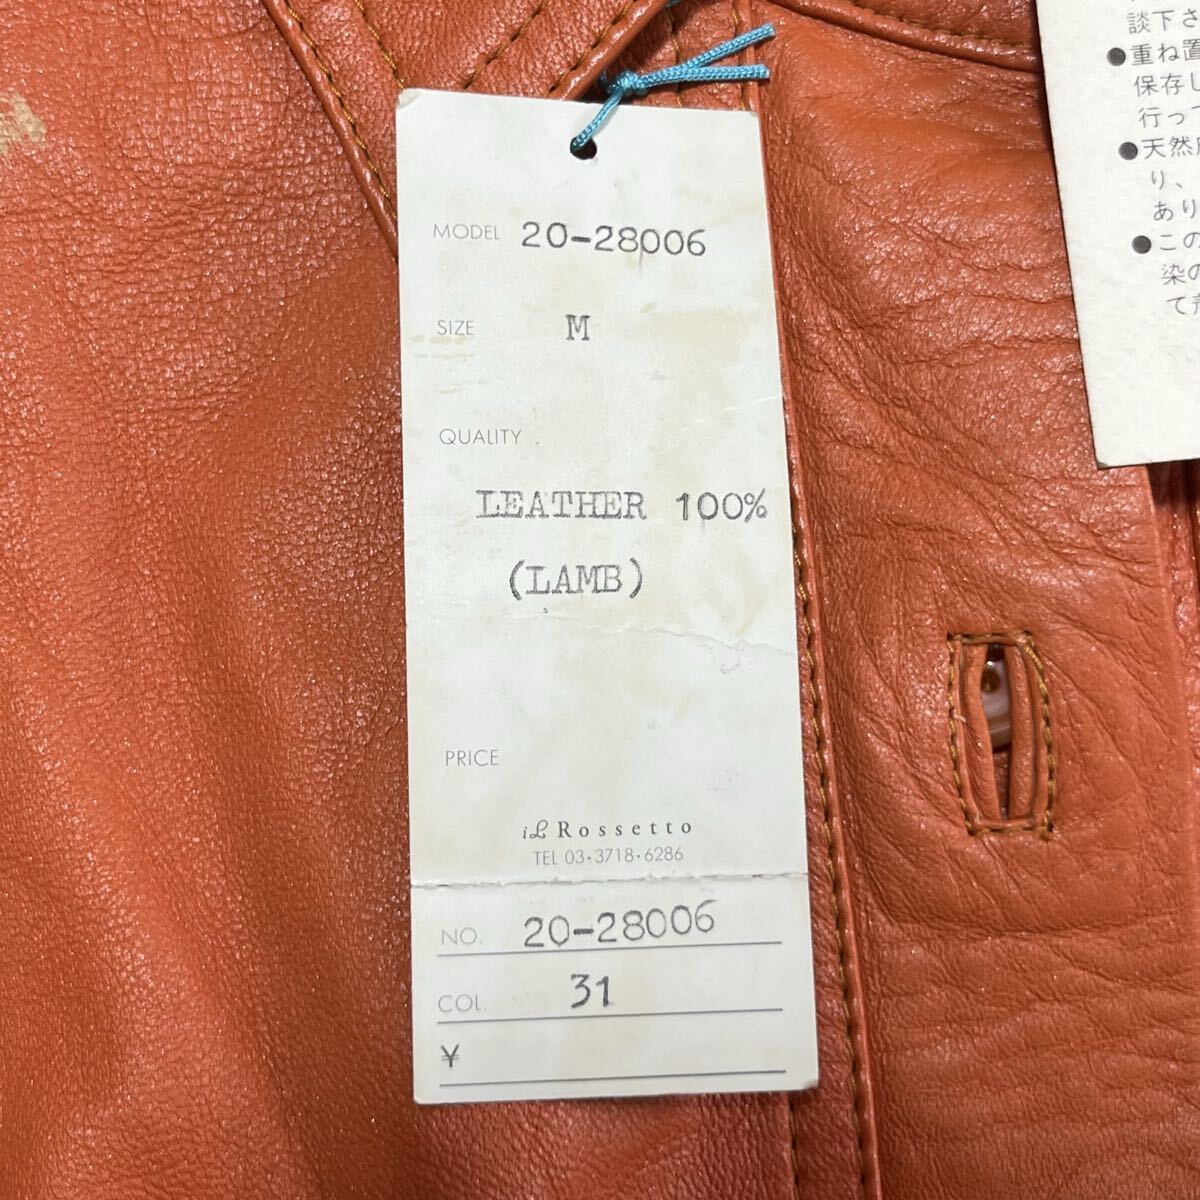 MODEL 20-28006
SIZE M
QUALITY .
LEATHER 100%
(LAMB)
PRICE
iL Rossetto
TEL 03・3718・6286
NO. 20-28006
COL. 31
¥
談下さ
●重ね置
保存し
行っ
●天然
り、
あり
●この
染の
て